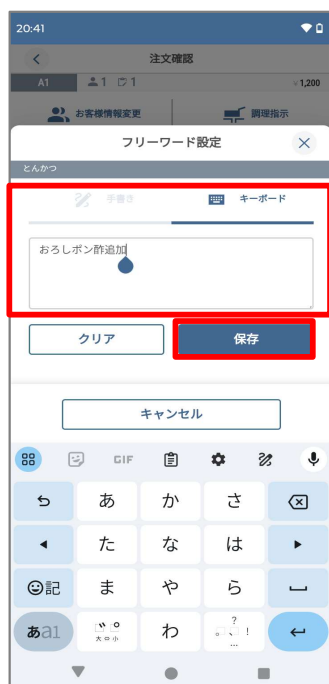 20:41
注文確認
A1 1 1 ¥1,200
お客様情報変更 調理指示
フリーワード設定
とんかつ
手書き キーボード
おろしポン酢追加
クリア 保存
キャンセル
GIF
あ か さ
た な は
記 ま や ら
あa1 大⇔小 わ 。、?!…